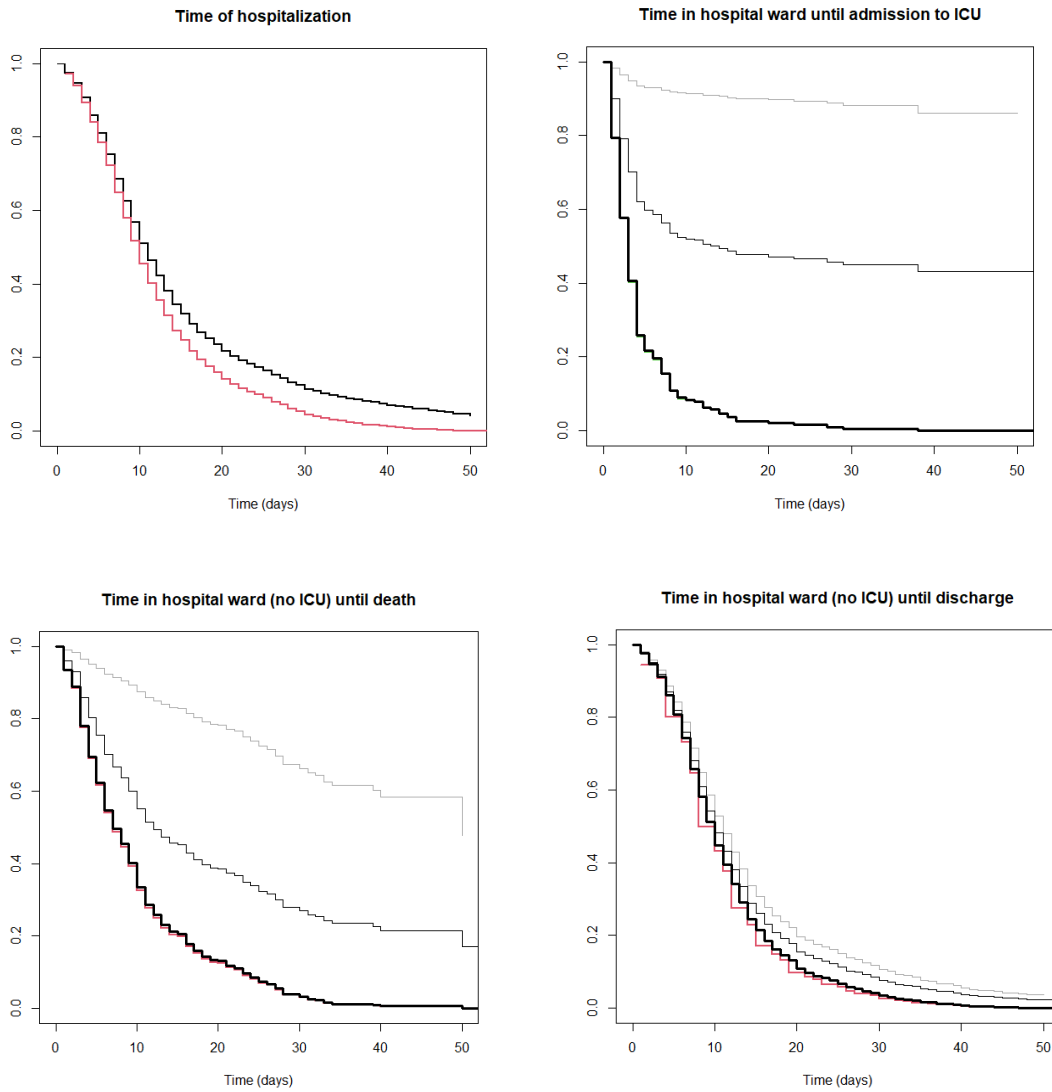 Time of hospitalization
1.0
0.8
0.6
0.4
0.2
0.0
0 10 20 30 40 50
Time (days)
Time in hospital ward until admission to ICU
1.0
0.8
0.6
0.4
0.2
0.0
0 10 20 30 40 50
Time (days)
Time in hospital ward (no ICU) until death
1.0
0.8
0.6
0.4
0.2
0.0
0 10 20 30 40 50
Time (days)
Time in hospital ward (no ICU) until discharge
1.0
0.8
0.6
0.4
0.2
0.0
0 10 20 30 40 50
Time (days)